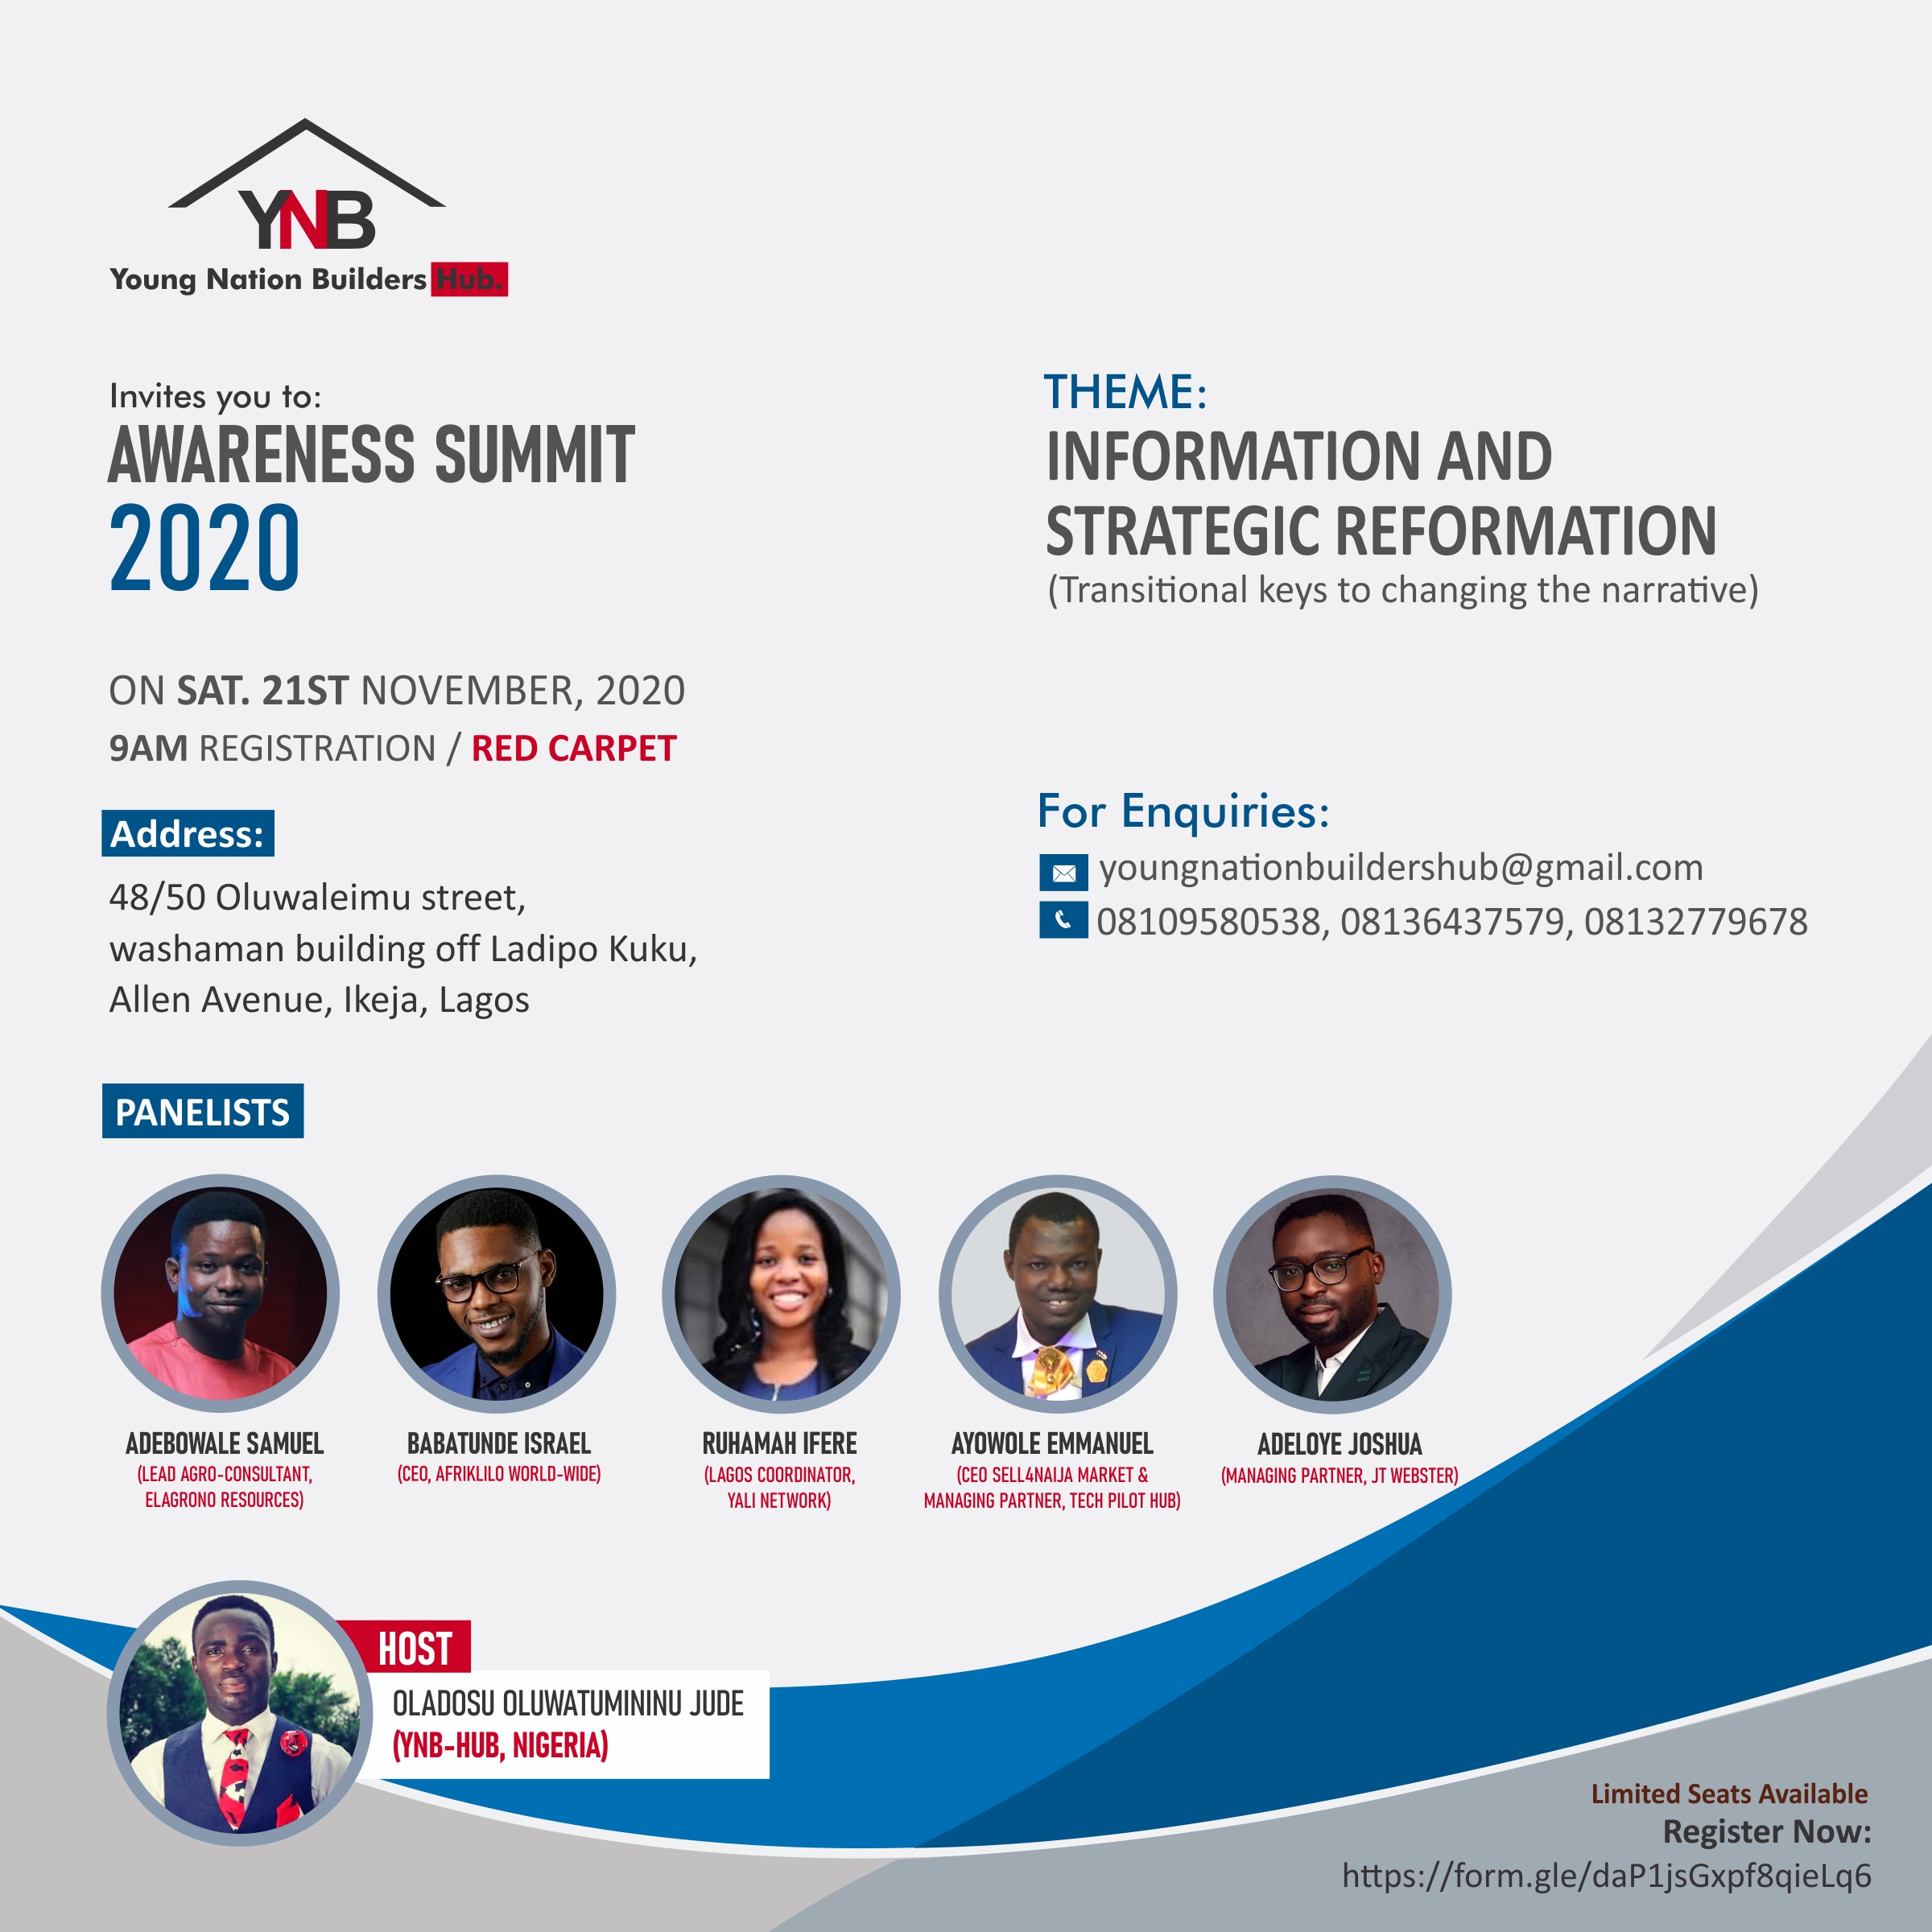 YNB
Young Nation Builders Hub.
Invites you to:
AWARENESS SUMMIT
2020
ON SAT. 21ST NOVEMBER, 2020
9AM REGISTRATION / RED CARPET
Address:
48/50 Oluwaleimu street,
washaman building off Ladipo Kuku,
Allen Avenue, Ikeja, Lagos
THEME:
INFORMATION AND
STRATEGIC REFORMATION
(Transitional keys to changing the narrative)
For Enquiries:
youngnationbuildershub@gmail.com
08109580538, 08136437579, 08132779678
PANELISTS
ADEBOWALE SAMUEL
(LEAD AGRO-CONSULTANT,
ELAGRONO RESOURCES)
BABATUNDE ISRAEL
(CEO, AFRIKLILO WORLD-WIDE)
RUHAMAH IFERE
(LAGOS COORDINATOR,
YALI NETWORK)
AYOWOLE EMMANUEL
(CEO SELL4NAIJA MARKET &
MANAGING PARTNER, TECH PILOT HUB)
ADELOYE JOSHUA
(MANAGING PARTNER, JT WEBSTER)
HOST
OLADOSU OLUWATUMININU JUDE
(YNB-HUB, NIGERIA)
Limited Seats Available
Register Now:
https://form.gle/daP1jsGxpf8qieLq6